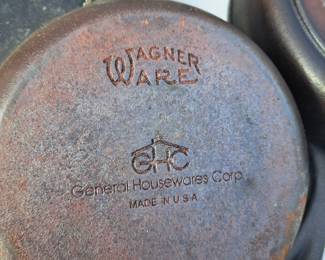 WAGNER
WARE
GHC
General Housewares Corp.
MADE IN U.S.A.